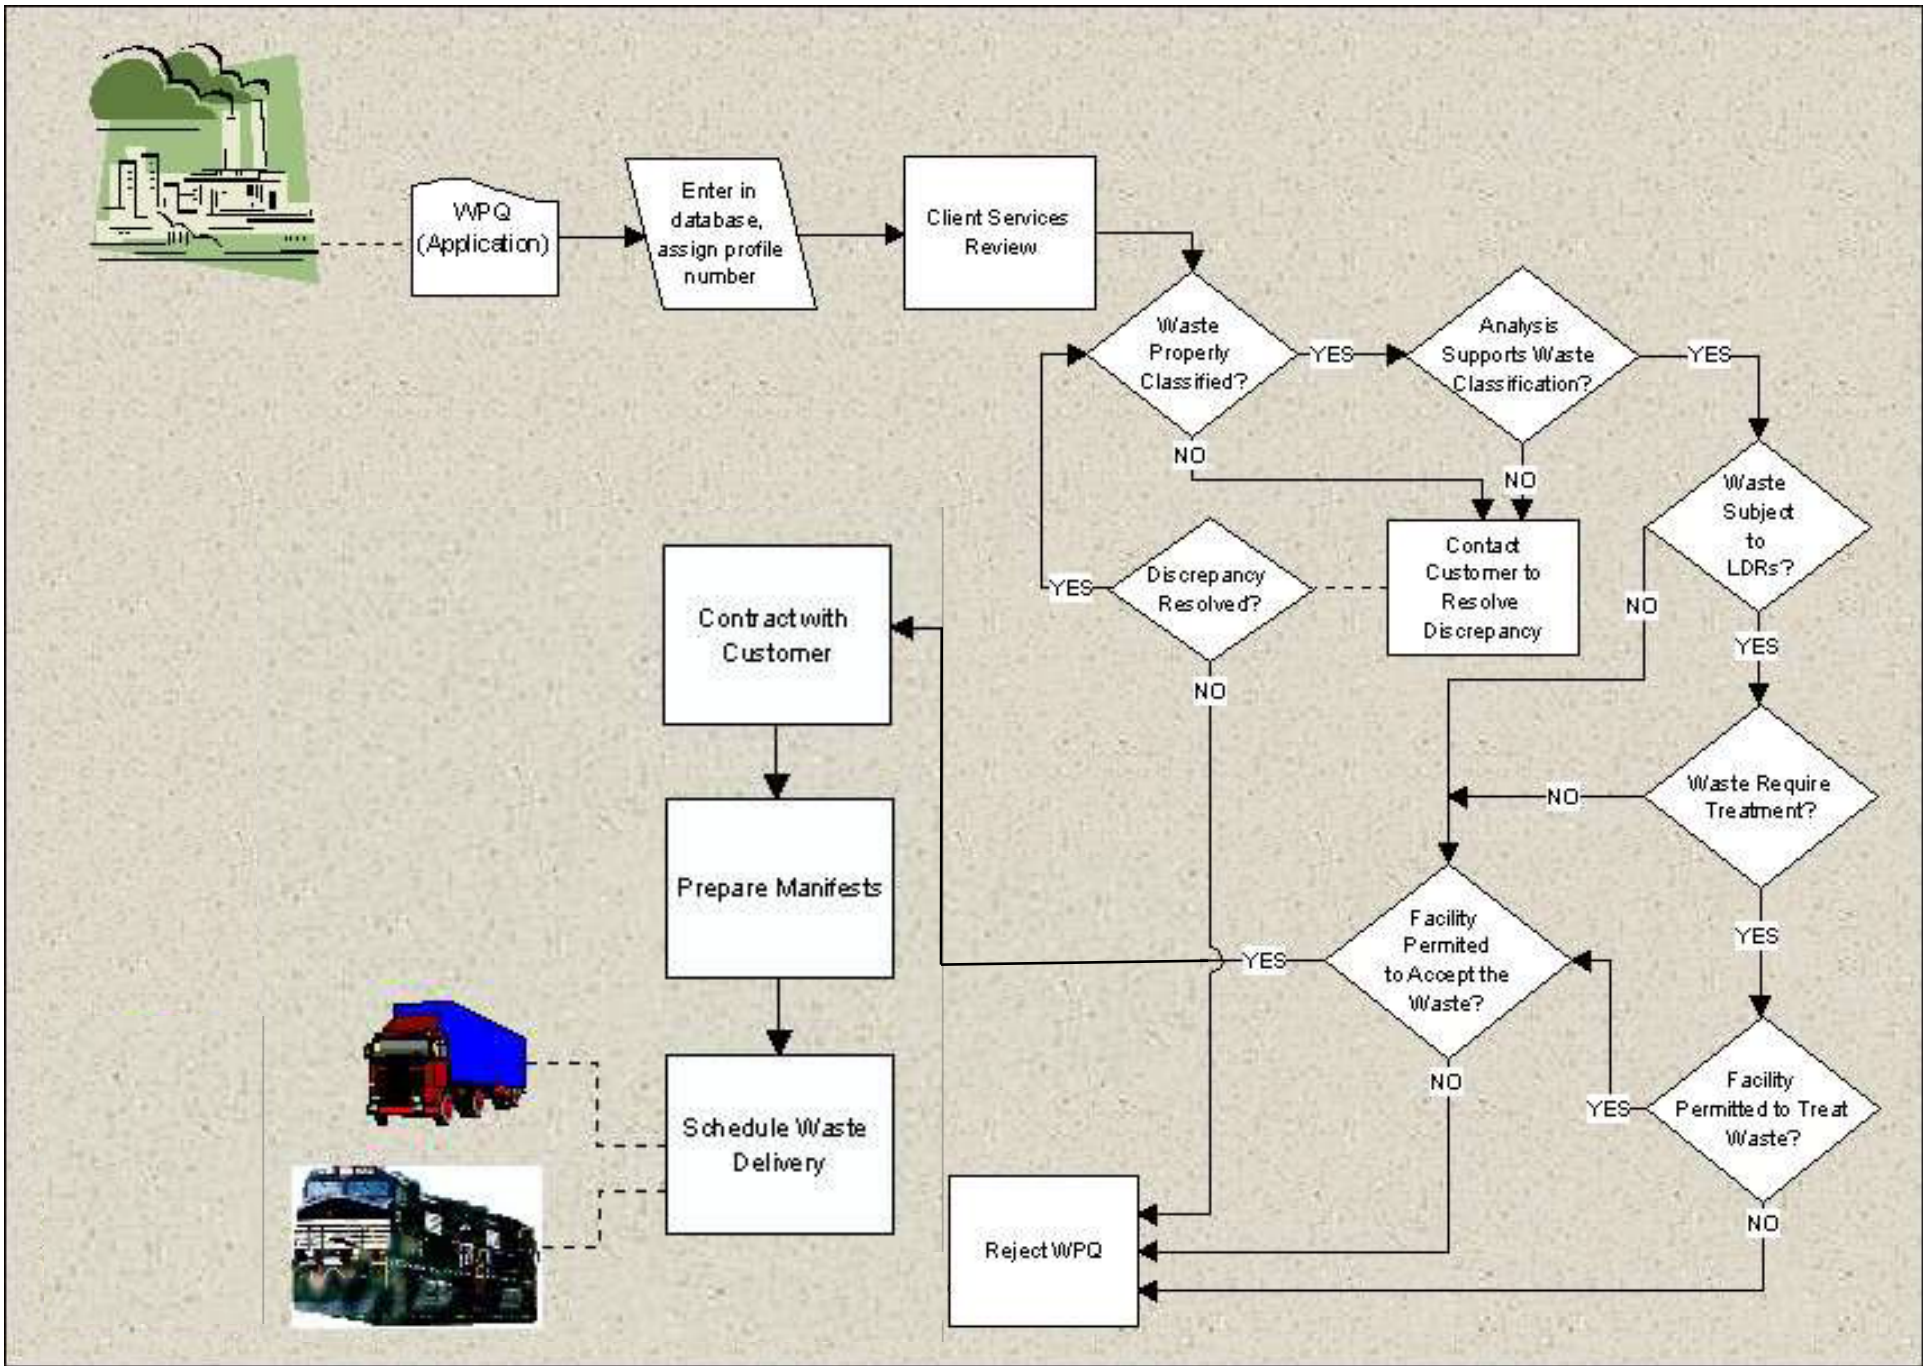 WPQ
(Application)
Enter in
database,
assign profile
number
Client Services
Review
Waste
Properly
Classified?
YES
Analysis
Supports Waste
Classification?
YES
NO
NO
Waste
Subject
to
LDRs?
Contact
Customer to
Resolve
Discrepancy
Discrepancy
Resolved?
YES
NO
NO
YES
Contract with
Customer
Waste Require
Treatment?
NO
YES
Prepare Manifests
Facility
Permited
to Accept the
Waste?
YES
NO
Facility
Permitted to Treat
Waste?
YES
NO
Schedule Waste
Delivery
Reject WPQ